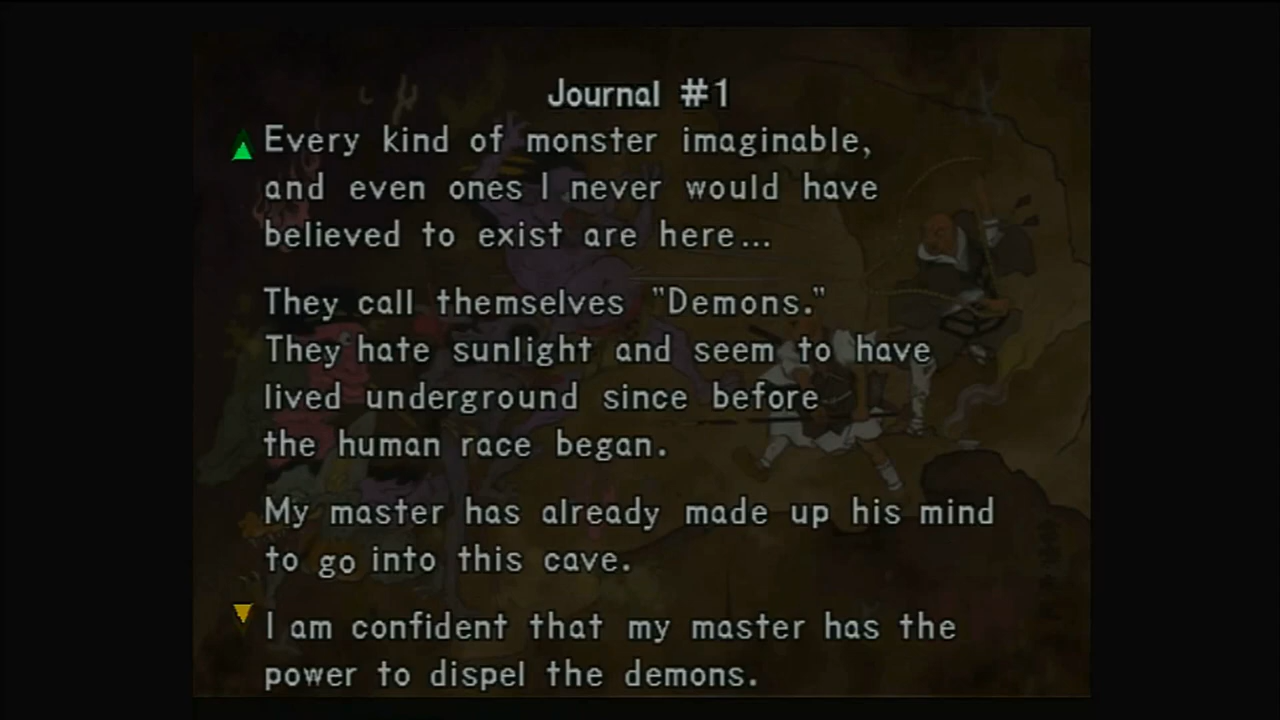 Journal #1
Every kind of monster imaginable,
and even ones I never would have
believed to exist are here...
They call themselves "Demons."
They hate sunlight and seem to have
lived underground since before
the human race began.
My master has already made up his mind
to go into this cave.
I am confident that my master has the
power to dispel the demons.